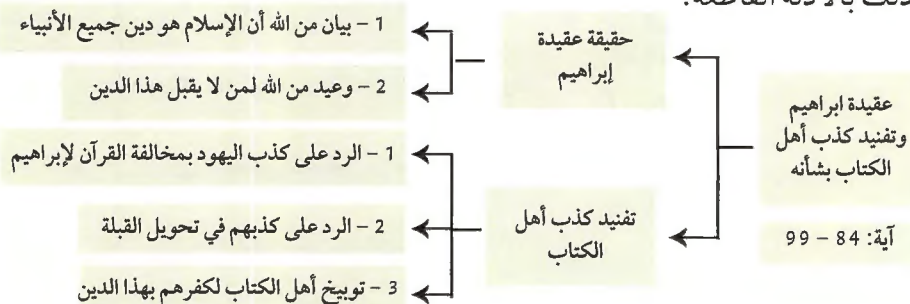 ذلك بالأدلة القاطعة:
عقيدة ابراهيم
وتفنيد كذب أهل
الكتاب بشأنه
آية: 84 – 99
حقيقة عقيدة
إبراهيم
1 – بيان من الله أن الإسلام هو دين جميع الأنبياء
2 – وعيد من الله لمن لا يقبل هذا الدين
تفنيد كذب أهل
الكتاب
1 – الرد على كذب اليهود بمخالفة القرآن لإبراهيم
2 – الرد على كذبهم في تحويل القبلة
3 – توبيخ أهل الكتاب لكفرهم بهذا الدين